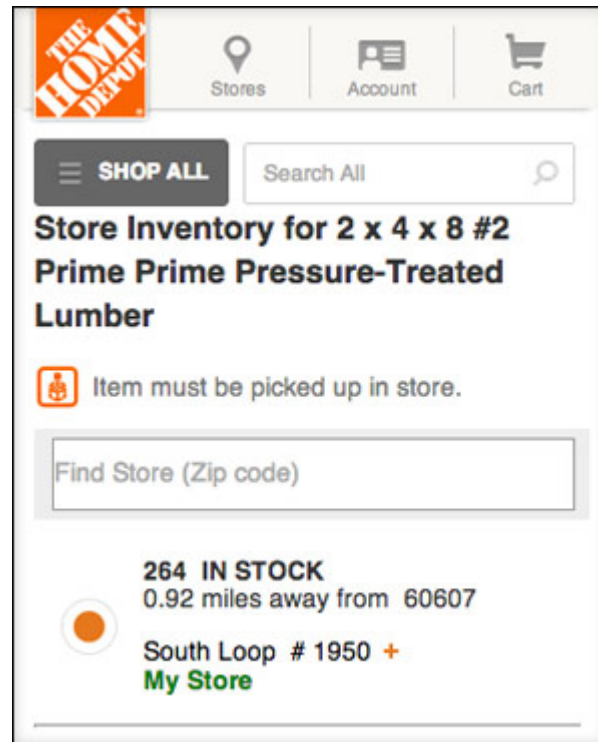 THE
HOME
DEPOT
Stores
Account
Cart
SHOP ALL
Search All
Store Inventory for 2 x 4 x 8 #2
Prime Prime Pressure-Treated
Lumber
Item must be picked up in store.
Find Store (Zip code)
264 IN STOCK
0.92 miles away from 60607
South Loop # 1950 +
My Store